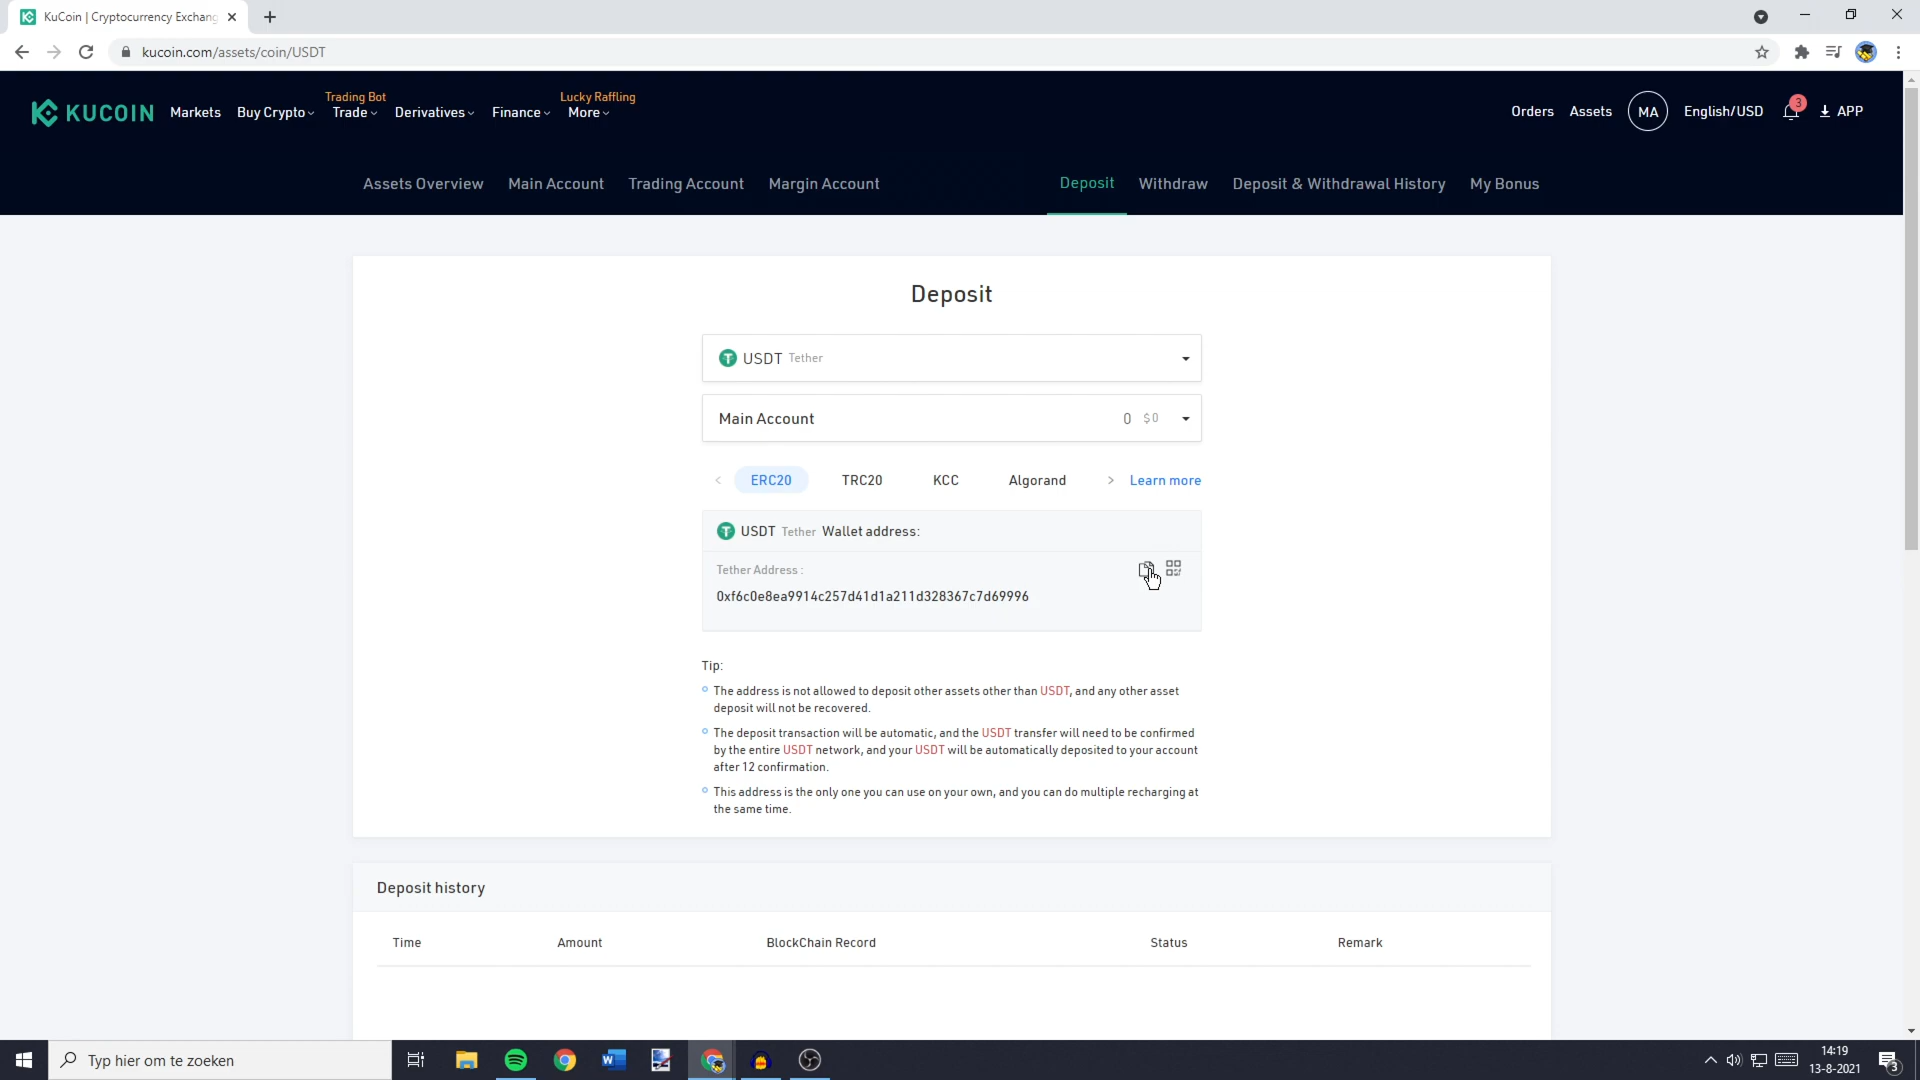 KuCoin | Cryptocurrency Exchang
kucoin.com/assets/coin/USDT
Trading Bot
Lucky Raffling
KUCOIN Markets Buy Crypto Trade Derivatives Finance More
Orders Assets MA English/USD 3 APP
Assets Overview Main Account Trading Account Margin Account Deposit Withdraw Deposit & Withdrawal History My Bonus
Deposit
USDT Tether
Main Account 0 $0
ERC20 TRC20 KCC Algorand Learn more
USDT Tether Wallet address:
Tether Address :
0xf6c0e8ea9914c257d41d1a211d328367c7d69996
Tip:
The address is not allowed to deposit other assets other than USDT, and any other asset
deposit will not be recovered.
The deposit transaction will be automatic, and the USDT transfer will need to be confirmed
by the entire USDT network, and your USDT will be automatically deposited to your account
after 12 confirmation.
This address is the only one you can use on your own, and you can do multiple recharging at
the same time.
Deposit history
Time Amount BlockChain Record Status Remark
Typ hier om te zoeken
14:19
13-8-2021
3